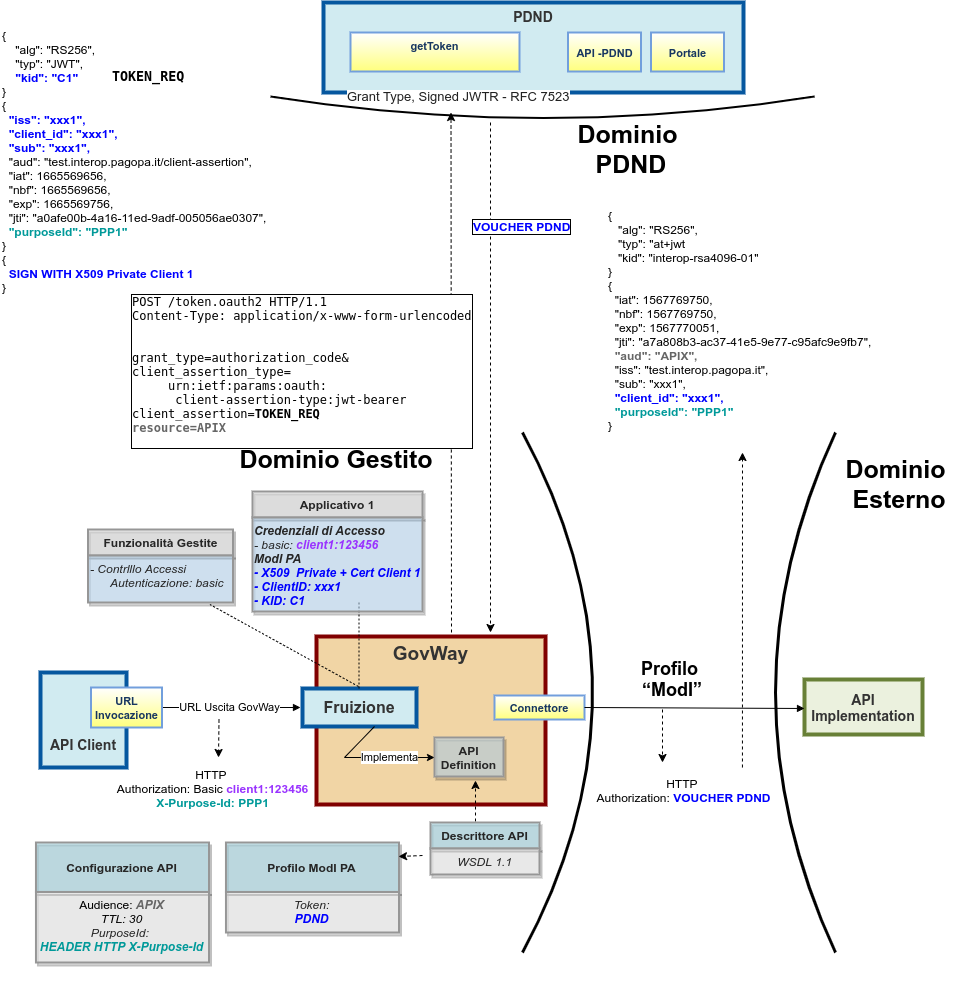 PDND
getToken
API -PDND
Portale
Grant Type, Signed JWTR - RFC 7523
Dominio
PDND
{
"alg": "RS256",
"typ": "JWT",
"kid": "C1"
TOKEN_REQ
}
{
"iss": "xxx1",
"client_id": "xxx1",
"sub": "xxx1",
"aud": "test.interop.pagopa.it/client-assertion",
"iat": 1665569656,
"nbf": 1665569656,
"exp": 1665569756,
"jti": "a0afe00b-4a16-11ed-9adf-005056ae0307",
"purposeId": "PPP1"
}
{
SIGN WITH X509 Private Client 1
}
VOUCHER PDND
{
"alg": "RS256",
"typ": "at+jwt
"kid": "interop-rsa4096-01"
}
{
"iat": 1567769750,
"nbf": 1567769750,
"exp": 1567770051,
"jti": "a7a808b3-ac37-41e5-9e77-c95afc9e9fb7",
"aud": "APIX",
"iss": "test.interop.pagopa.it",
"sub": "xxx1",
"client_id": "xxx1",
"purposeId": "PPP1"
}
POST /token.oauth2 HTTP/1.1
Content-Type: application/x-www-form-urlencoded
grant_type=authorization_code&
client_assertion_type=
urn:ietf:params:oauth:
client-assertion-type:jwt-bearer
client_assertion=TOKEN_REQ
resource=APIX
Dominio Gestito
Dominio
Esterno
Applicativo 1
Credenziali di Accesso
- basic: client1:123456
ModI PA
- X509 Private + Cert Client 1
- ClientID: xxx1
- KID: C1
Funzionalità Gestite
- Contrlllo Accessi
Autenticazione: basic
GovWay
Profilo
“ModI”
URL
Invocazione
API Client
URL Uscita GovWay
Fruizione
Connettore
API
Implementation
Implementa
API
Definition
HTTP
Authorization: Basic client1:123456
X-Purpose-Id: PPP1
HTTP
Authorization: VOUCHER PDND
Descrittore API
WSDL 1.1
Configurazione API
Audience: APIX
TTL: 30
PurposeId:
HEADER HTTP X-Purpose-Id
Profilo ModI PA
Token:
PDND